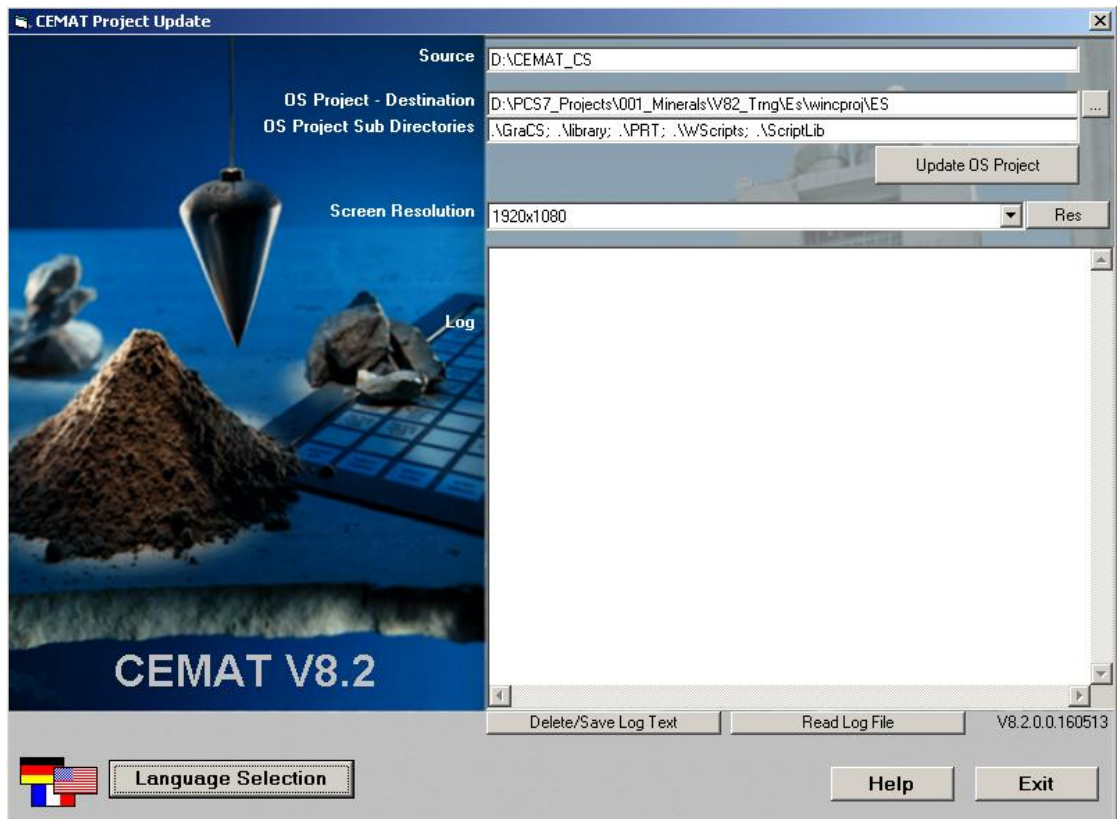 CEMAT Project Update
Source
D:\CEMAT_CS
OS Project - Destination
D:\PCS7_Projects\001_Minerals\V82_Trng\Es\wincproj\ES
...
OS Project Sub Directories
.\GraCS; .\library; .\PRT; .\WScripts; .\ScriptLib
Update OS Project
Screen Resolution
1920x1080
Res
Log
CEMAT V8.2
Delete/Save Log Text
Read Log File
V8.2.0.0.160513
Language Selection
Help
Exit